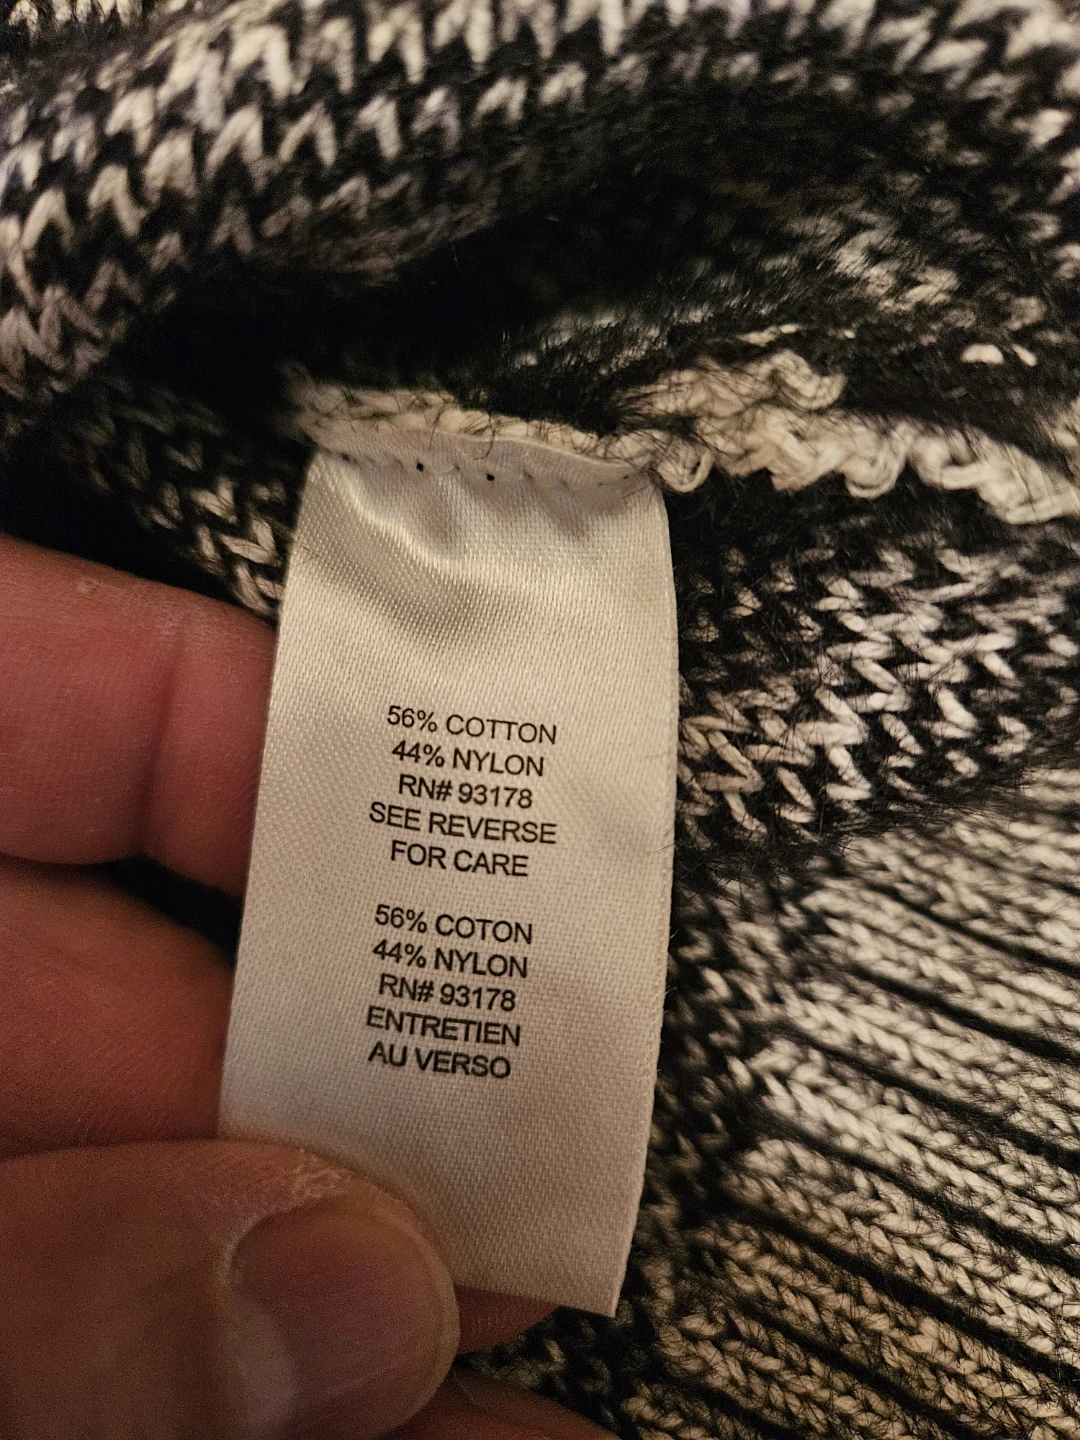 56% COTTON
44% NYLON
RN# 93178
SEE REVERSE
FOR CARE
56% COTON
44% NYLON
RN# 93178
ENTRETIEN
AU VERSO